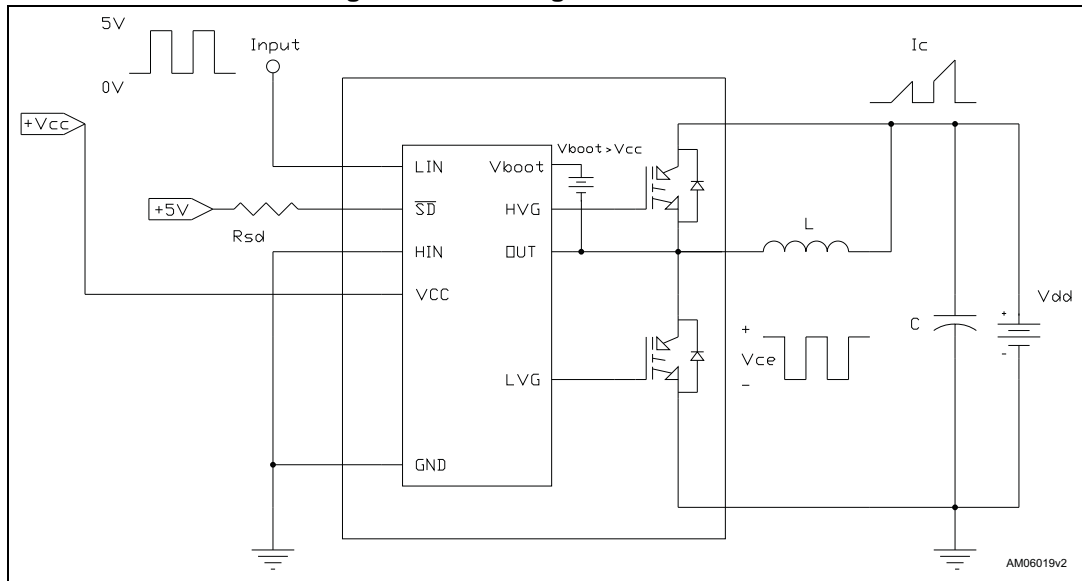 5V
0V
Input
Ic
+Vcc
Vboot>Vcc
LIN
Vboot
+5V
SD
HVG
Rsd
HIN
OUT
L
VCC
Vdd
+
C
+
Vce
-
-
LVG
GND
AM06019v2